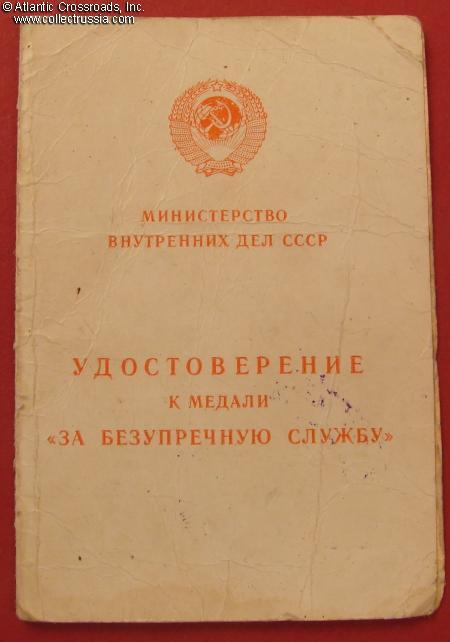 © Atlantic Crossroads, Inc.
www.collectrussia.com
МИНИСТЕРСТВО
ВНУТРЕННИХ ДЕЛ СССР
УДОСТОВЕРЕНИЕ
К МЕДАЛИ
«ЗА БЕЗУПРЕЧНУЮ СЛУЖБУ»